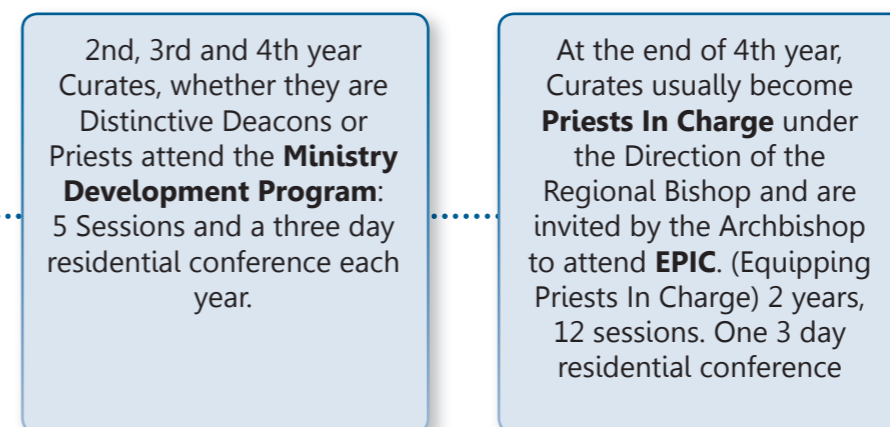 2nd, 3rd and 4th year
Curates, whether they are
Distinctive Deacons or
Priests attend the Ministry
Development Program:
5 Sessions and a three day
residential conference each
year.
At the end of 4th year,
Curates usually become
Priests In Charge under
the Direction of the
Regional Bishop and are
invited by the Archbishop
to attend EPIC. (Equipping
Priests In Charge) 2 years,
12 sessions. One 3 day
residential conference